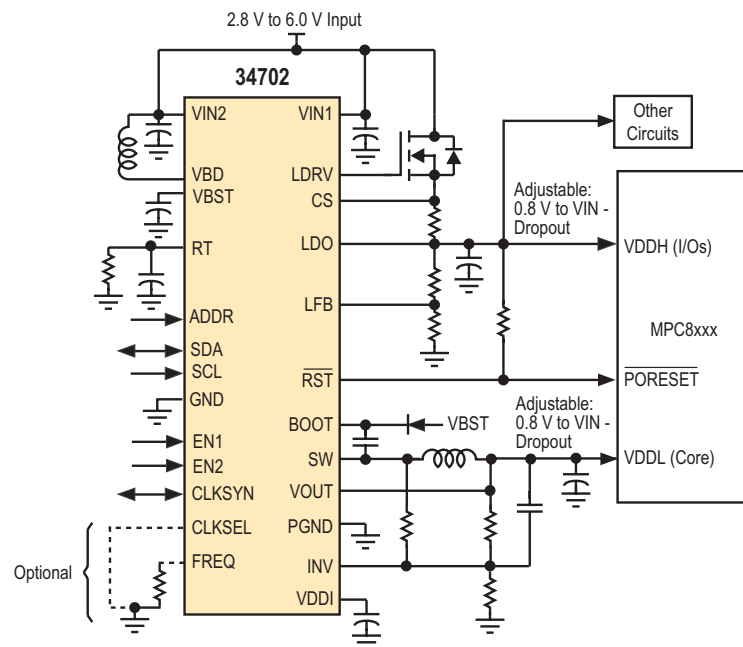 2.8 V to 6.0 V Input
34702
VIN2
VIN1
VBD
LDRV
VBST
CS
RT
LDO
LFB
ADDR
SDA
SCL
RST
GND
BOOT
VBST
EN1
EN2
SW
CLKSYN
VOUT
CLKSEL
PGND
Optional
FREQ
INV
VDDI
Other
Circuits
Adjustable:
0.8 V to VIN -
Dropout
VDDH (I/Os)
MPC8xxx
PORESET
Adjustable:
0.8 V to VIN -
Dropout
VDDL (Core)